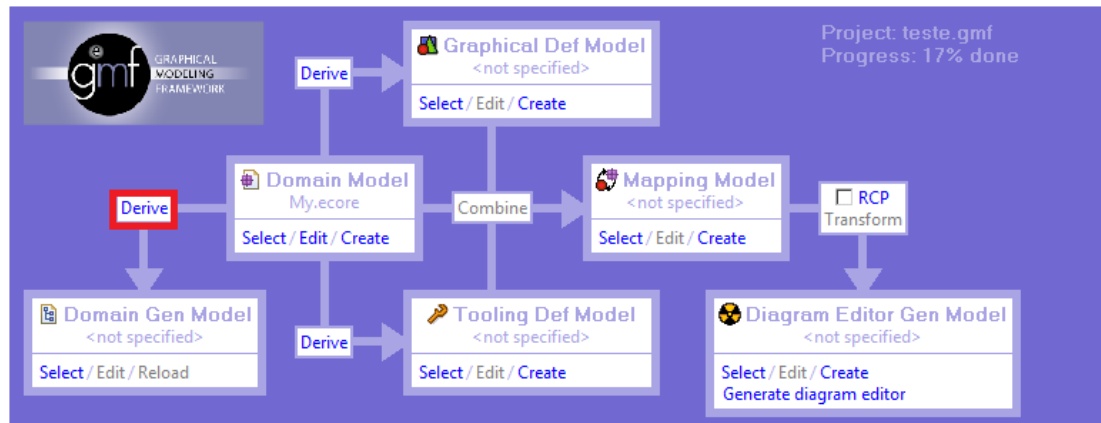 e
gmf
GRAPHICAL
MODELING
FRAMEWORK
Project: teste.gmf
Progress: 17% done
Graphical Def Model
<not specified>
Select / Edit / Create
Derive
Domain Model
My.ecore
Select / Edit / Create
Derive
Combine
Mapping Model
<not specified>
Select / Edit / Create
RCP
Transform
Domain Gen Model
<not specified>
Select / Edit / Reload
Derive
Tooling Def Model
<not specified>
Select / Edit / Create
Diagram Editor Gen Model
<not specified>
Select / Edit / Create
Generate diagram editor